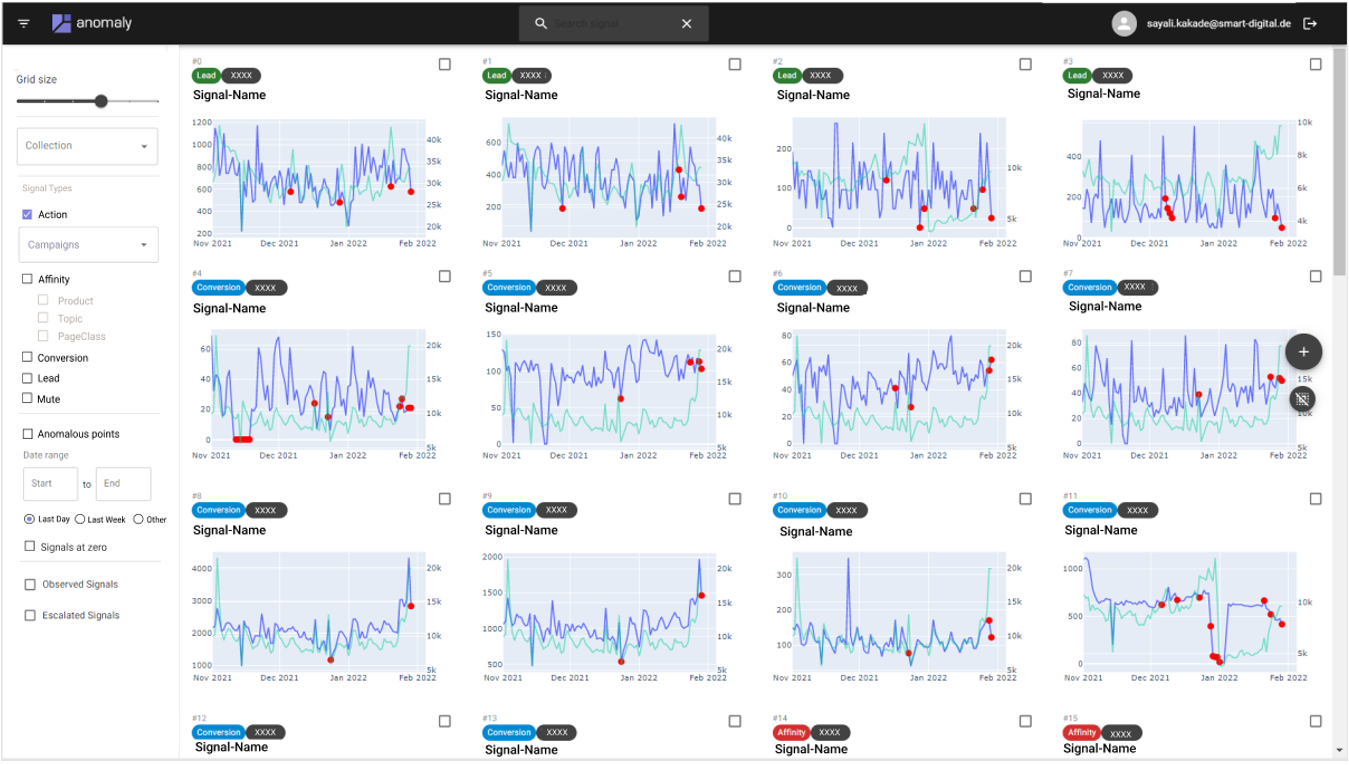 anomaly
Search signal
sayali.kakade@smart-digital.de
Grid size
Collection
Signal Types
Action
Campaigns
Affinity
Product
Topic
PageClass
Conversion
Lead
Mute
Anomalous points
Date range
Start to End
Last Day Last Week Other
Signals at zero
Observed Signals
Escalated Signals
#0 #1 #2 #3
Lead XXXX Lead XXXX Lead XXXX Lead XXXX
Signal-Name Signal-Name Signal-Name Signal-Name
1200
1000
800
600
400
200
40k
35k
30k
25k
20k
Nov 2021 Dec 2021 Jan 2022 Feb 2022
600
400
200
45k
40k
35k
30k
25k
20k
Nov 2021 Dec 2021 Jan 2022 Feb 2022
200
100
0
10k
5k
Nov 2021 Dec 2021 Jan 2022 Feb 2022
400
200
0
10k
8k
6k
4k
Nov 2021 Dec 2021 Jan 2022 Feb 2022
#4 #5 #6 #7
Conversion XXXX Conversion XXXX Conversion XXXX Conversion XXXX
Signal-Name Signal-Name Signal-Name Signal-Name
60
40
20
0
20k
15k
10k
5k
Nov 2021 Dec 2021 Jan 2022 Feb 2022
150
100
50
0
20k
15k
10k
5k
Nov 2021 Dec 2021 Jan 2022 Feb 2022
80
60
40
20
0
20k
15k
10k
5k
Nov 2021 Dec 2021 Jan 2022 Feb 2022
80
60
40
20
0
15k
5k
Nov 2021 Dec 2021 Jan 2022 Feb 2022
#8 #9 #10 #11
Conversion XXXX Conversion XXXX Conversion XXXX Conversion XXXX
Signal-Name Signal-Name Signal-Name Signal-Name
4000
3000
2000
1000
20k
15k
10k
5k
Nov 2021 Dec 2021 Jan 2022 Feb 2022
2000
1500
1000
500
20k
15k
10k
5k
Nov 2021 Dec 2021 Jan 2022 Feb 2022
300
200
100
20k
15k
10k
5k
Nov 2021 Dec 2021 Jan 2022 Feb 2022
1000
500
0
10k
5k
Nov 2021 Dec 2021 Jan 2022 Feb 2022
#12 #13 #14 #15
Conversion XXXX Conversion XXXX Affinity XXXX Affinity XXXX
Signal-Name Signal-Name Signal-Name Signal-Name